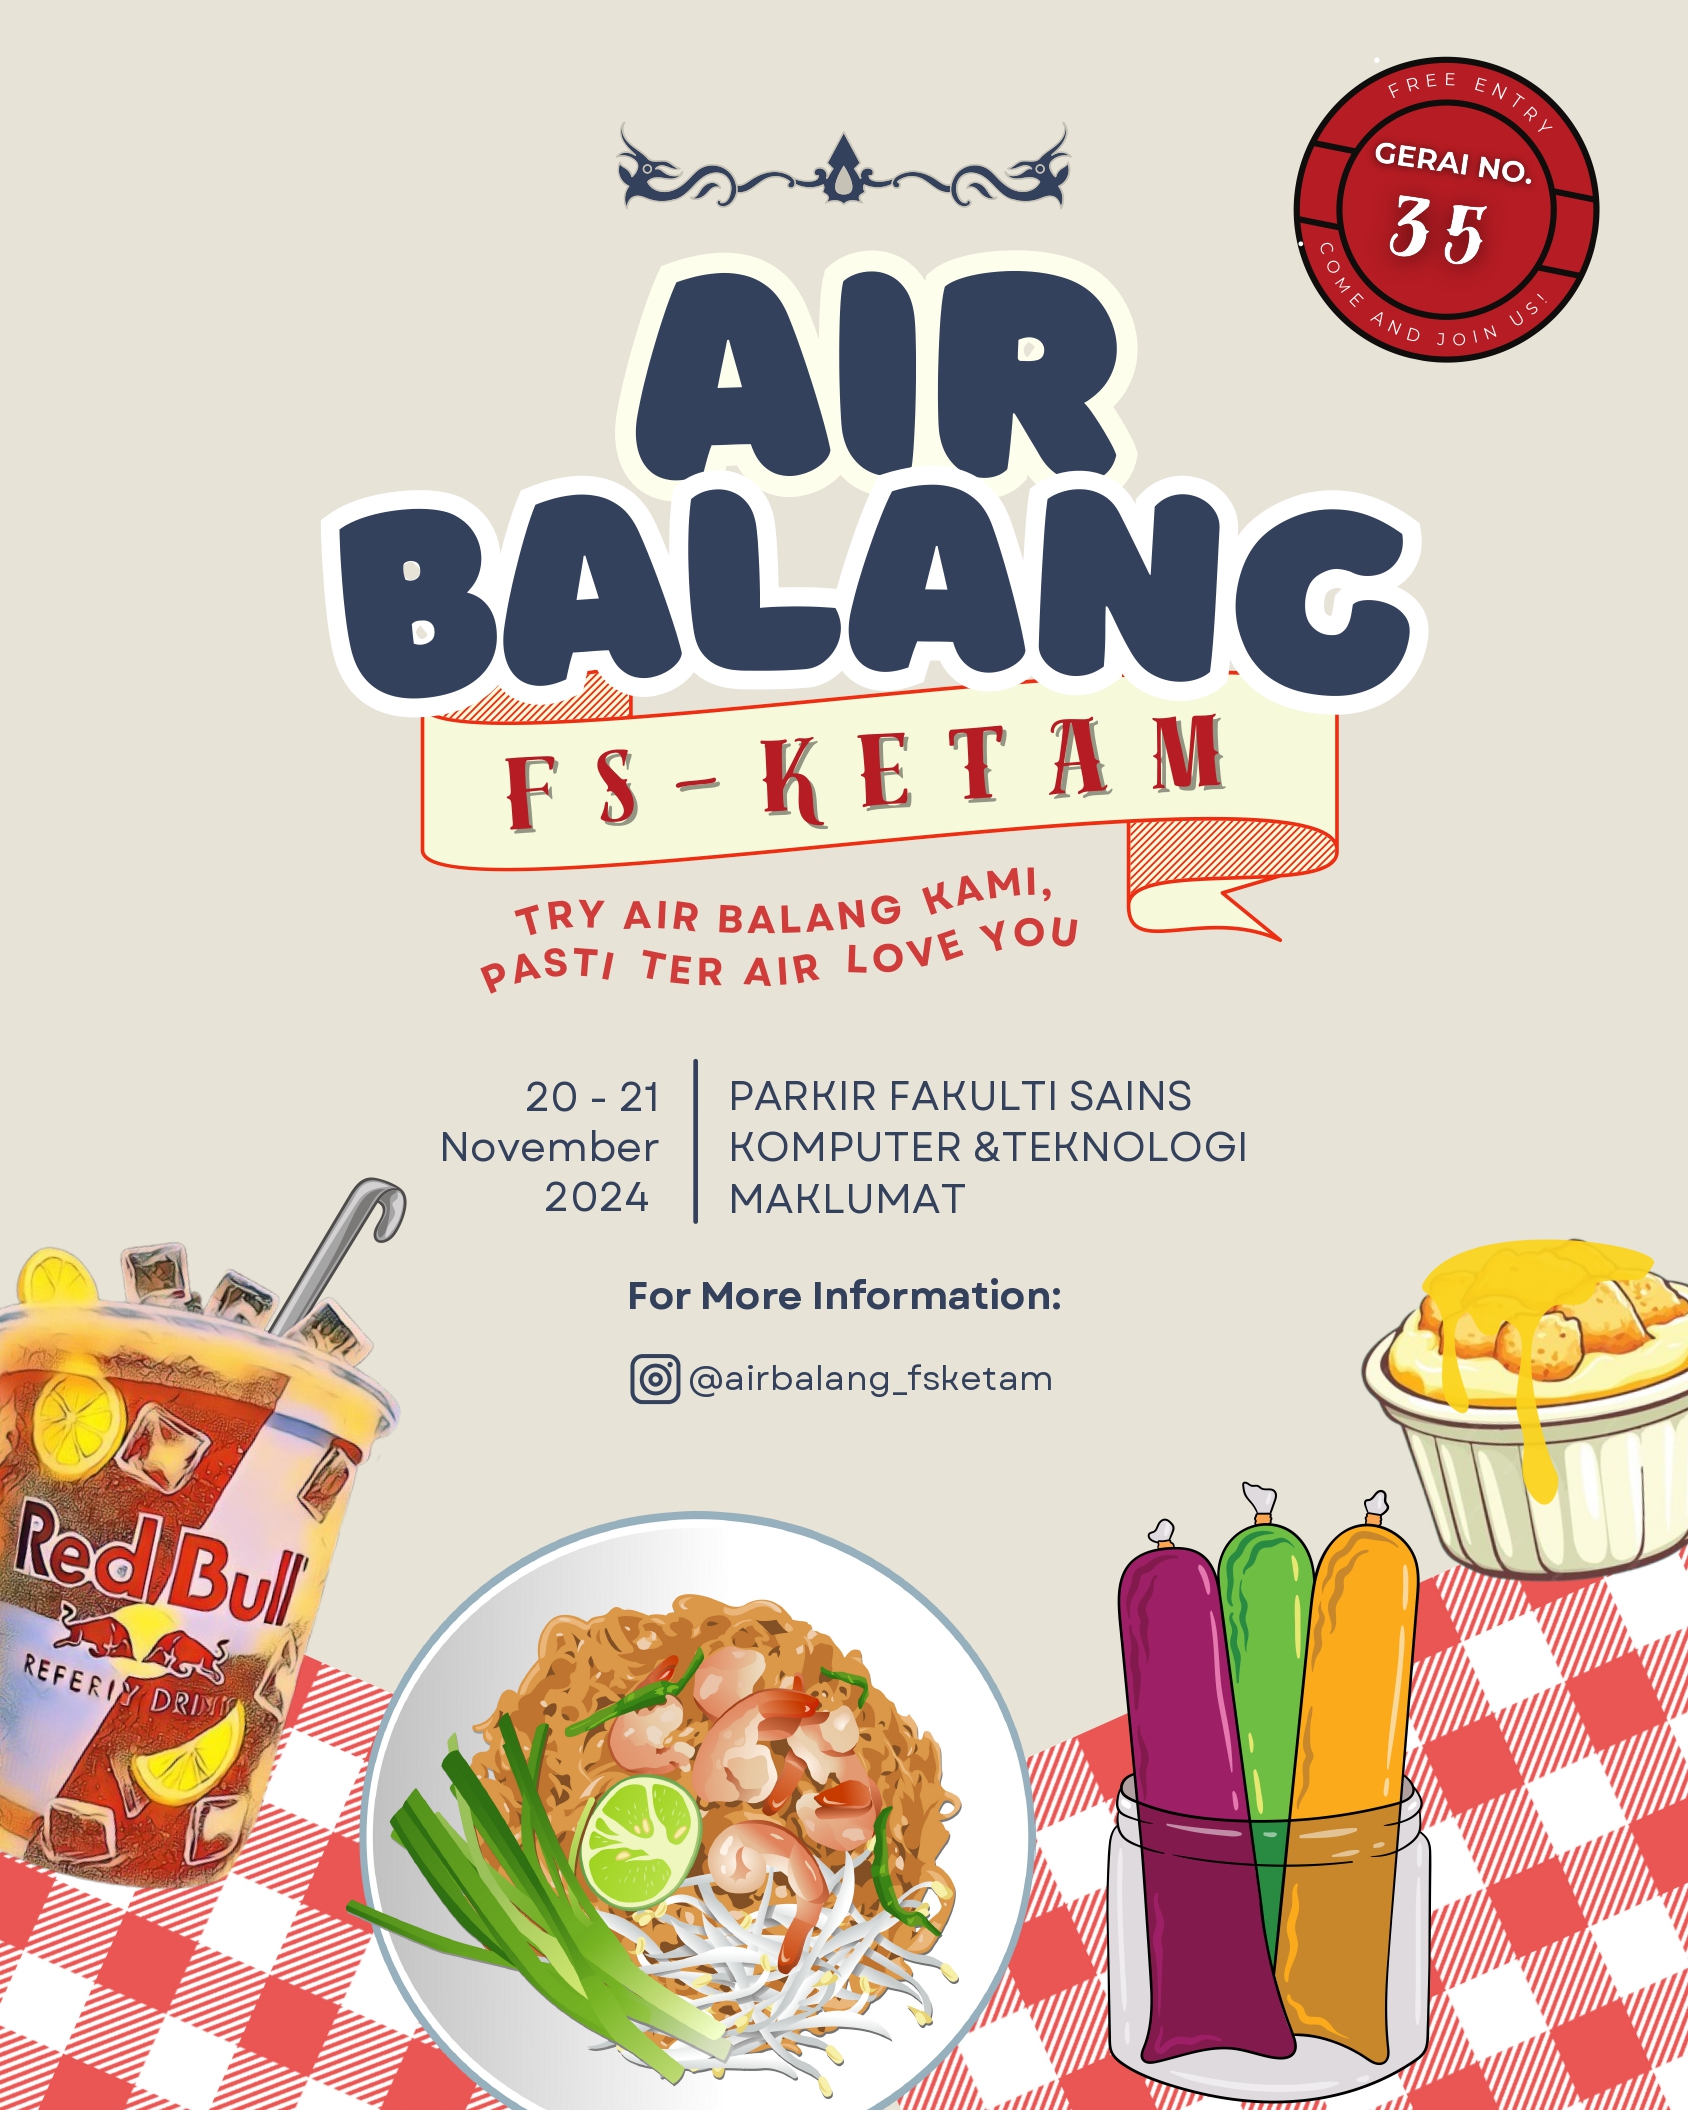 FREE ENTRY
GERAI NO.
35
COME AND JOIN US!
AIR
BALANG
FS-KETAM
TRY AIR BALANG KAMI,
PASTI TER AIR LOVE YOU
20 - 21
November
2024
PARKIR FAKULTI SAINS
KOMPUTER &TEKNOLOGI
MAKLUMAT
For More Information:
@airbalang_fsketam
Red Bull
REFERIY DRINK